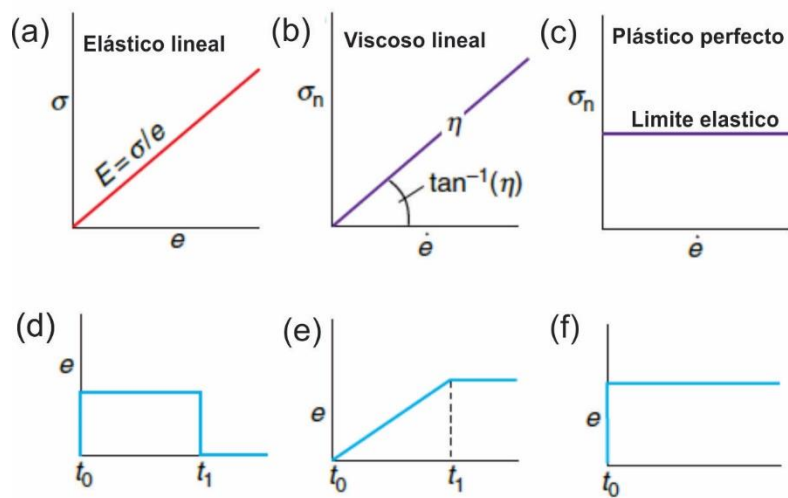 (a) Elástico lineal
σ
E = σ/e
e
(b) Viscoso lineal
σn
η
tan⁻¹(η)
ė
(c) Plástico perfecto
σn
Limite elastico
ė
(d)
e
t0 t1
(e)
e
t0 t1
(f)
e
t0